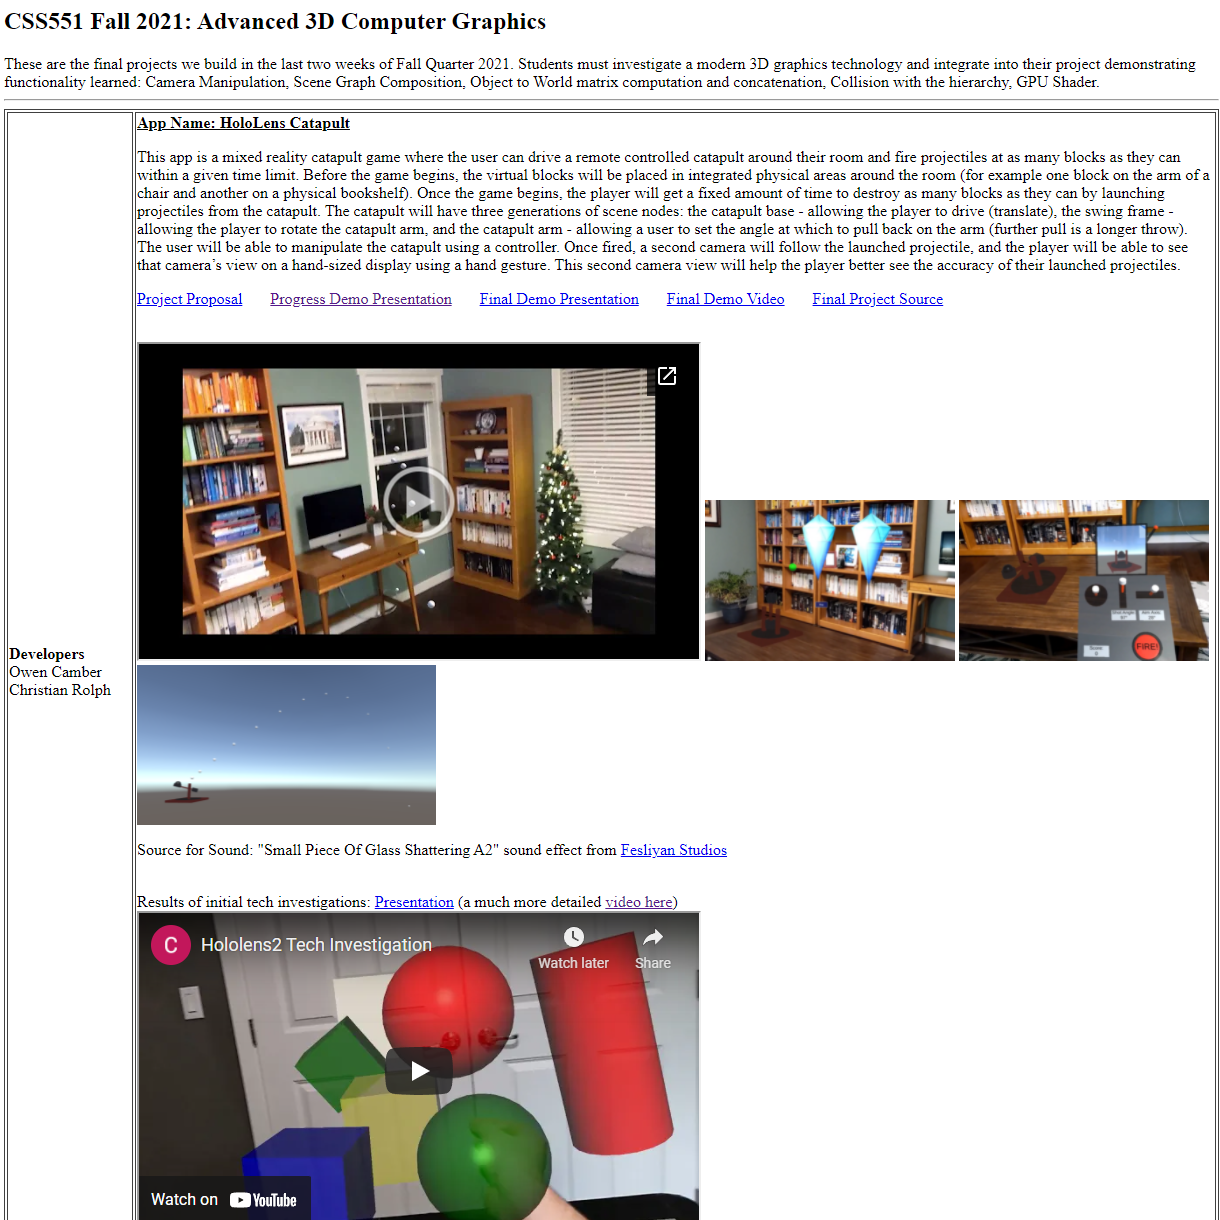 CSS551 Fall 2021: Advanced 3D Computer Graphics
These are the final projects we build in the last two weeks of Fall Quarter 2021. Students must investigate a modern 3D graphics technology and integrate into their project demonstrating
functionality learned: Camera Manipulation, Scene Graph Composition, Object to World matrix computation and concatenation, Collision with the hierarchy, GPU Shader.
Developers
Owen Camber
Christian Rolph
App Name: HoloLens Catapult
This app is a mixed reality catapult game where the user can drive a remote controlled catapult around their room and fire projectiles at as many blocks as they can
within a given time limit. Before the game begins, the virtual blocks will be placed in integrated physical areas around the room (for example one block on the arm of a
chair and another on a physical bookshelf). Once the game begins, the player will get a fixed amount of time to destroy as many blocks as they can by launching
projectiles from the catapult. The catapult will have three generations of scene nodes: the catapult base - allowing the player to drive (translate), the swing frame -
allowing the player to rotate the catapult arm, and the catapult arm - allowing a user to set the angle at which to pull back on the arm (further pull is a longer throw).
The user will be able to manipulate the catapult using a controller. Once fired, a second camera will follow the launched projectile, and the player will be able to see
that camera’s view on a hand-sized display using a hand gesture. This second camera view will help the player better see the accuracy of their launched projectiles.
Project Proposal Progress Demo Presentation Final Demo Presentation Final Demo Video Final Project Source
FIRE!
Source for Sound: "Small Piece Of Glass Shattering A2" sound effect from Fesliyan Studios
Results of initial tech investigations: Presentation (a much more detailed video here)
C Hololens2 Tech Investigation
Watch later Share
Watch on YouTube